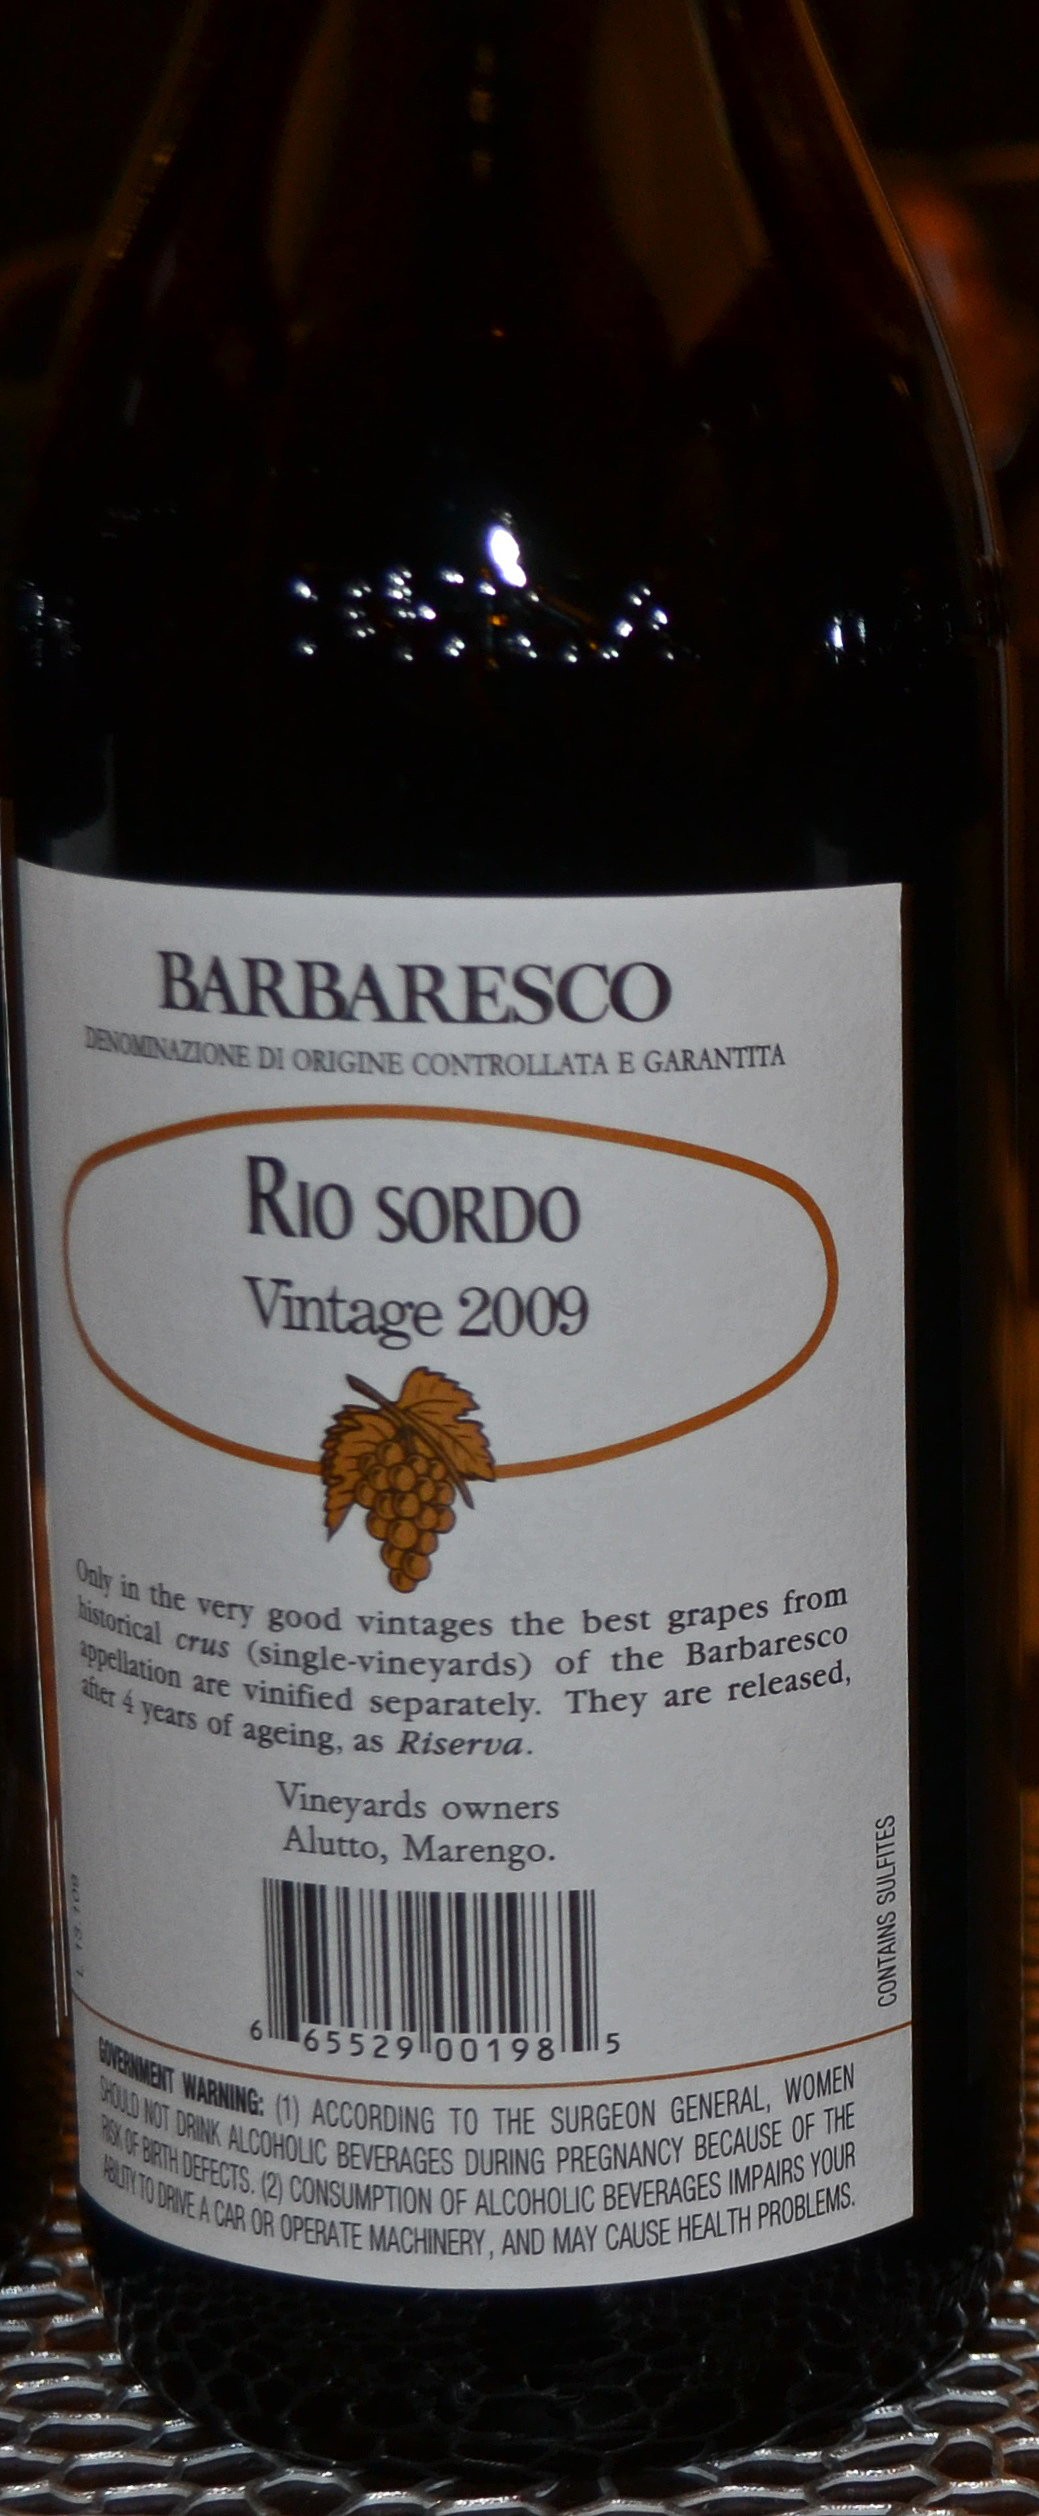 BARBARESCO
DENOMINAZIONE DI ORIGINE CONTROLLATA E GARANTITA
RIO SORDO
Vintage 2009
Only in the very good vintages the best grapes from
historical crus (single-vineyards) of the Barbaresco
appellation are vinified separately. They are released,
after 4 years of ageing, as Riserva.
Vineyards owners
Alutto, Marengo.
6 65529 00198 5
CONTAINS SULFITES
GOVERNMENT WARNING: (1) ACCORDING TO THE SURGEON GENERAL, WOMEN
SHOULD NOT DRINK ALCOHOLIC BEVERAGES DURING PREGNANCY BECAUSE OF THE
RISK OF BIRTH DEFECTS. (2) CONSUMPTION OF ALCOHOLIC BEVERAGES IMPAIRS YOUR
ABILITY TO DRIVE A CAR OR OPERATE MACHINERY, AND MAY CAUSE HEALTH PROBLEMS.